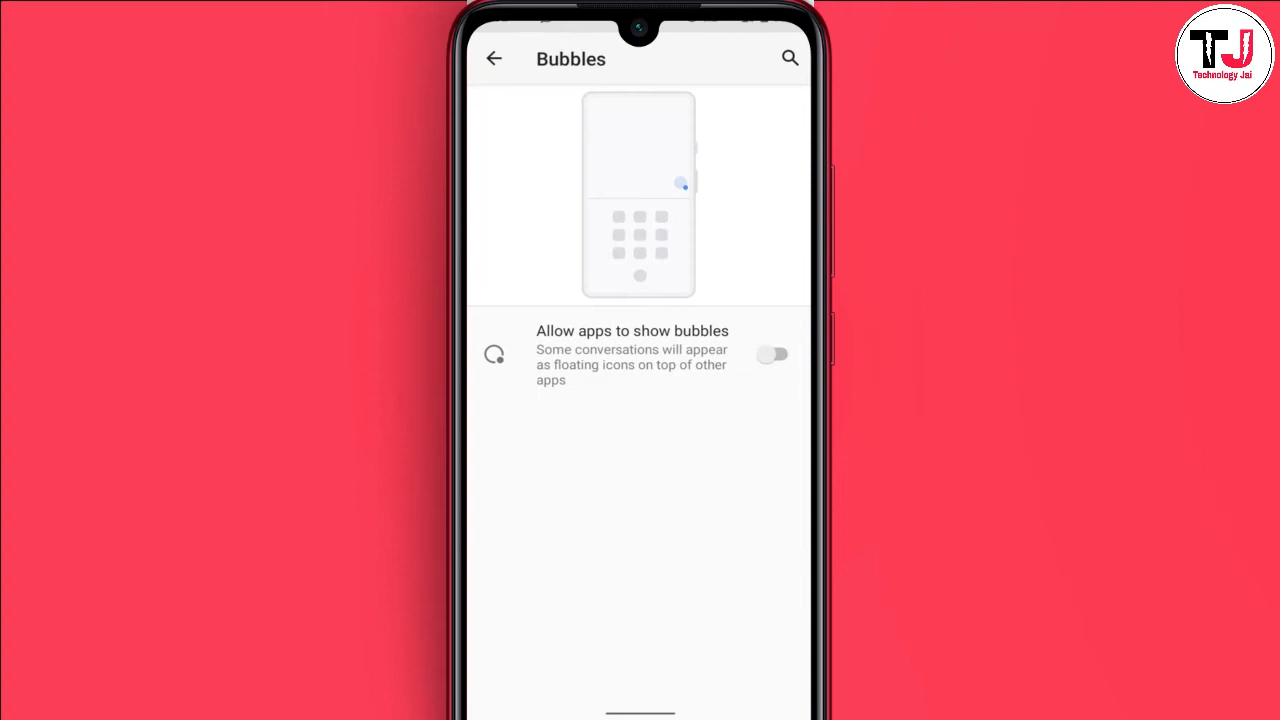 Bubbles
TJ
Technology Jai
Allow apps to show bubbles
Some conversations will appear
as floating icons on top of other
apps